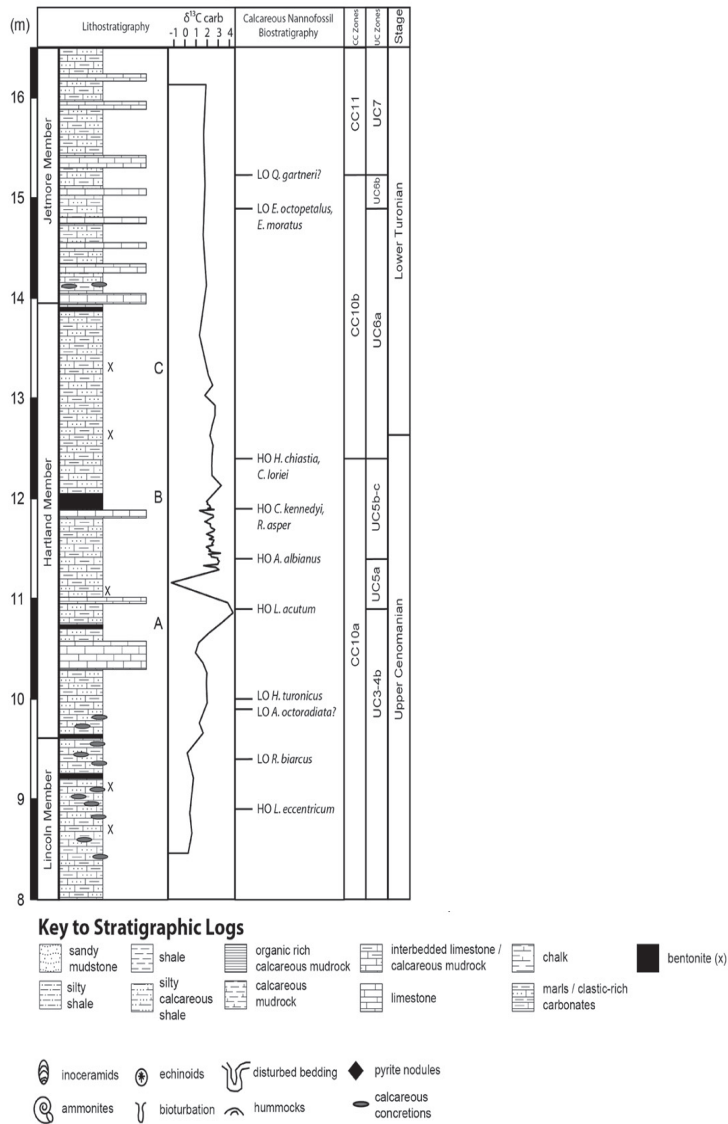 (m)
Lithostratigraphy
δ13C carb
-1 0 1 2 3 4
Calcareous Nannofossil
Biostratigraphy
CC Zones
UC Zones
Stage
16
15
14
13
12
11
10
9
8
Jetmore Member
Hartland Member
Lincoln Member
X
C
X
B
X
A
X
X
LO Q. gartneri?
LO E. octopetalus,
E. moratus
HO H. chiastia,
C. loriei
HO C. kennedyi,
R. asper
HO A. albianus
HO L. acutum
LO H. turonicus
LO A. octoradiata?
LO R. biarcus
HO L. eccentricum
CC11
CC10b
CC10a
UC7
UC6b
UC6a
UC5b-c
UC5a
UC3-4b
Lower Turonian
Upper Cenomanian
Key to Stratigraphic Logs
sandy
mudstone
shale
organic rich
calcareous mudrock
interbedded limestone /
calcareous mudrock
chalk
bentonite (x)
silty
shale
silty
calcareous
shale
calcareous
mudrock
limestone
marls / clastic-rich
carbonates
inoceramids
echinoids
disturbed bedding
pyrite nodules
ammonites
bioturbation
hummocks
calcareous
concretions